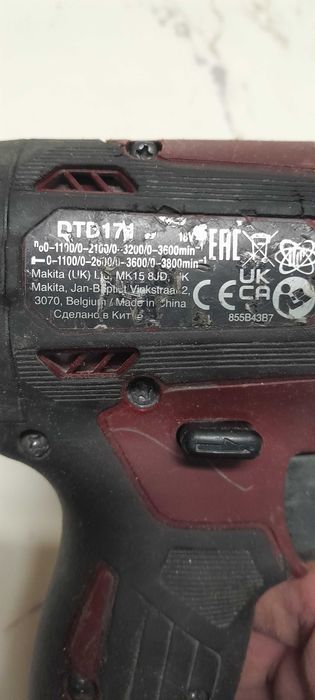 DTD171 18V
n₀0-1100/0-2100/0-3200/0-3600min⁻¹
0-1100/0-2600/0-3600/0-3800min⁻¹
Makita (UK) Ltd, MK15 8JD, UK
Makita, Jan-Baptist Vinkstraat 2,
3070, Belgium / Made in China
Сделано в Китае
EAC
CE
UK
CA
855B43B7